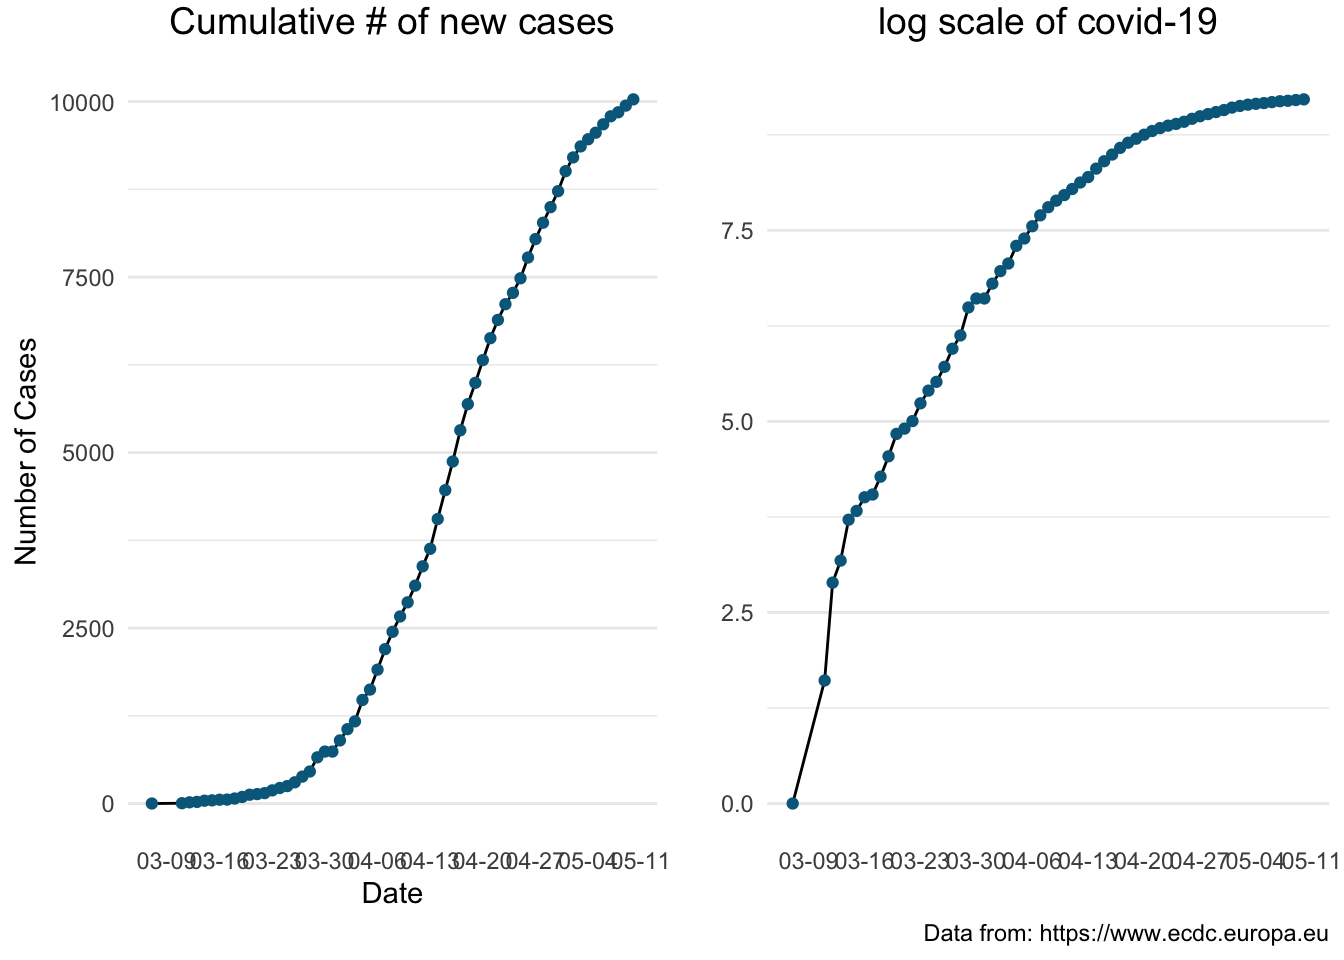 Cumulative # of new cases
log scale of covid-19
Number of Cases
10000
7500
5000
2500
0
7.5
5.0
2.5
0.0
03-09 03-16 03-23 03-30 04-06 04-13 04-20 04-27 05-04 05-11
03-09 03-16 03-23 03-30 04-06 04-13 04-20 04-27 05-04 05-11
Date
Data from: https://www.ecdc.europa.eu